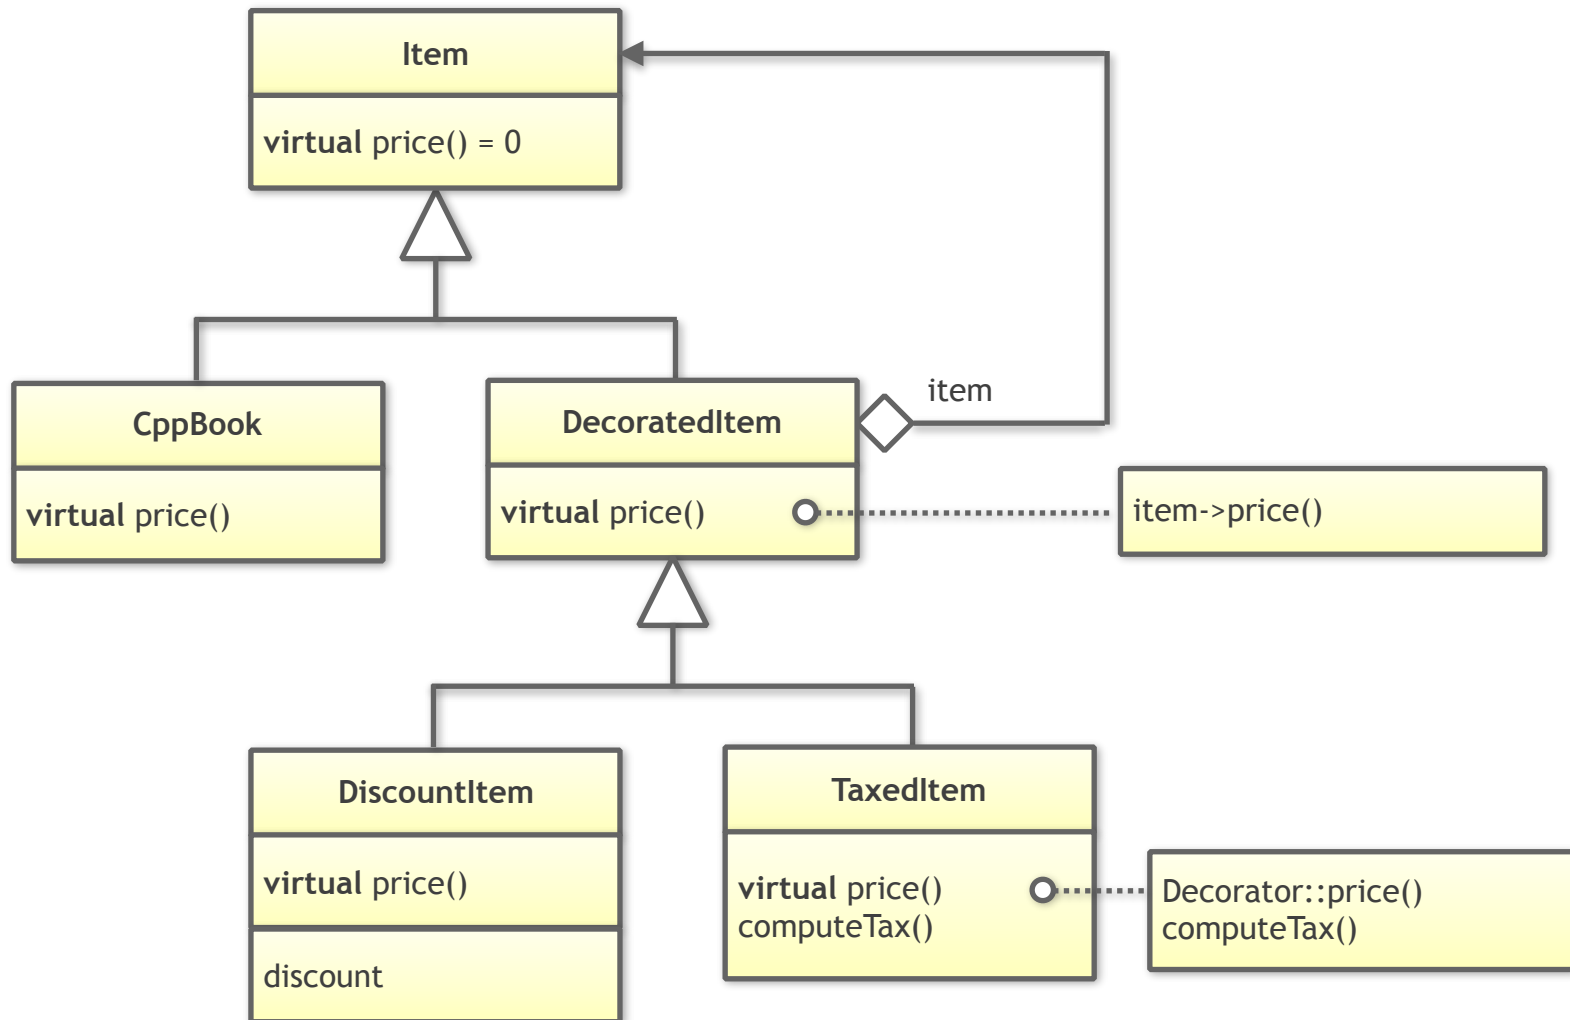 Item
virtual price() = 0
item
CppBook
virtual price()
DecoratedItem
virtual price()
item->price()
DiscountItem
virtual price()
discount
TaxedItem
virtual price()
computeTax()
Decorator::price()
computeTax()